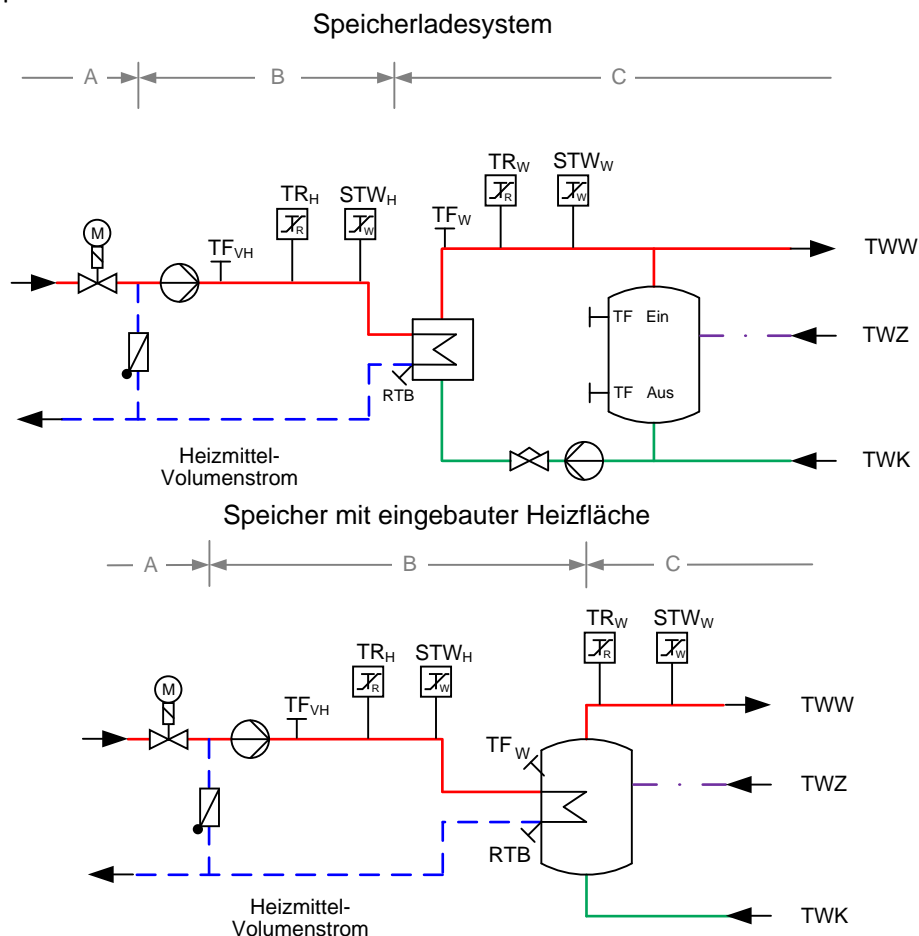 Speicherladesystem
A B C
TR_W STW_W
TR_H STW_H
TF_W
M TF_VH
TWW
TF Ein
TWZ
TF Aus
RTB
Heizmittel-
Volumenstrom
TWK
Speicher mit eingebauter Heizfläche
A B C
TR_W STW_W
TR_H STW_H
M TF_VH
TWW
TF_W
TWZ
RTB
Heizmittel-
Volumenstrom
TWK